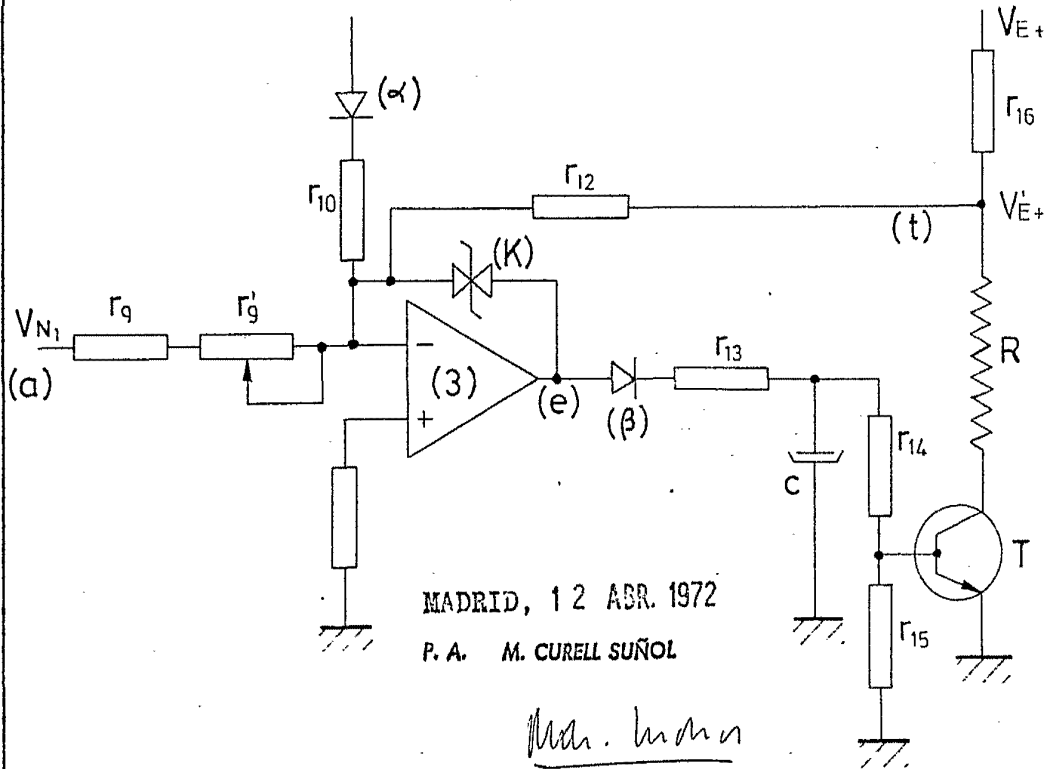 V_E+
(α)
r16
r10
r12
V'_E+
(t)
(K)
V_N1
r9
r'9
(a)
−
(3)
+
(e)
(β)
r13
R
r14
C
T
r15
MADRID, 12 ABR. 1972
P. A. M. CURELL SUÑOL